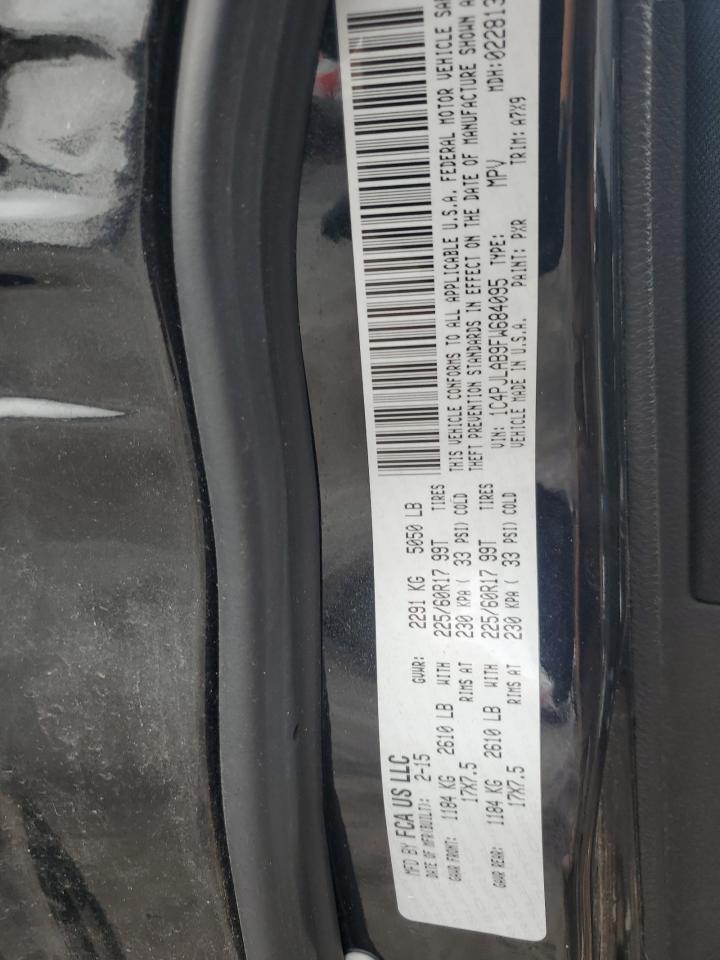 MFD BY FCA US LLC
DATE OF MFR(BUILT): 2-15 GVWR: 2291 KG 5050 LB
GAWR FRONT: 1184 KG 2610 LB WITH 225/60R17 99T TIRES
17X7.5 RIMS AT 230 KPA ( 33 PSI) COLD
GAWR REAR: 1184 KG 2610 LB WITH 225/60R17 99T TIRES
17X7.5 RIMS AT 230 KPA ( 33 PSI) COLD
THIS VEHICLE CONFORMS TO ALL APPLICABLE U.S.A. FEDERAL MOTOR VEHICLE
THEFT PREVENTION STANDARDS IN EFFECT ON THE DATE OF MANUFACTURE SHOWN
VIN: 1C4PJLAB9FW684095 TYPE: MPV MDH:022813
VEHICLE MADE IN U.S.A. PAINT: PXR TRIM: A7X9